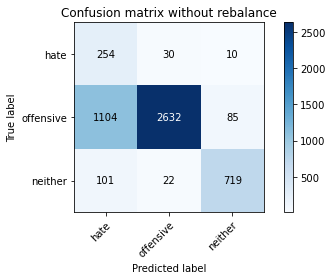 Confusion matrix without rebalance
hate 254 30 10
offensive 1104 2632 85
neither 101 22 719
hate offensive neither
True label
Predicted label
2500
2000
1500
1000
500